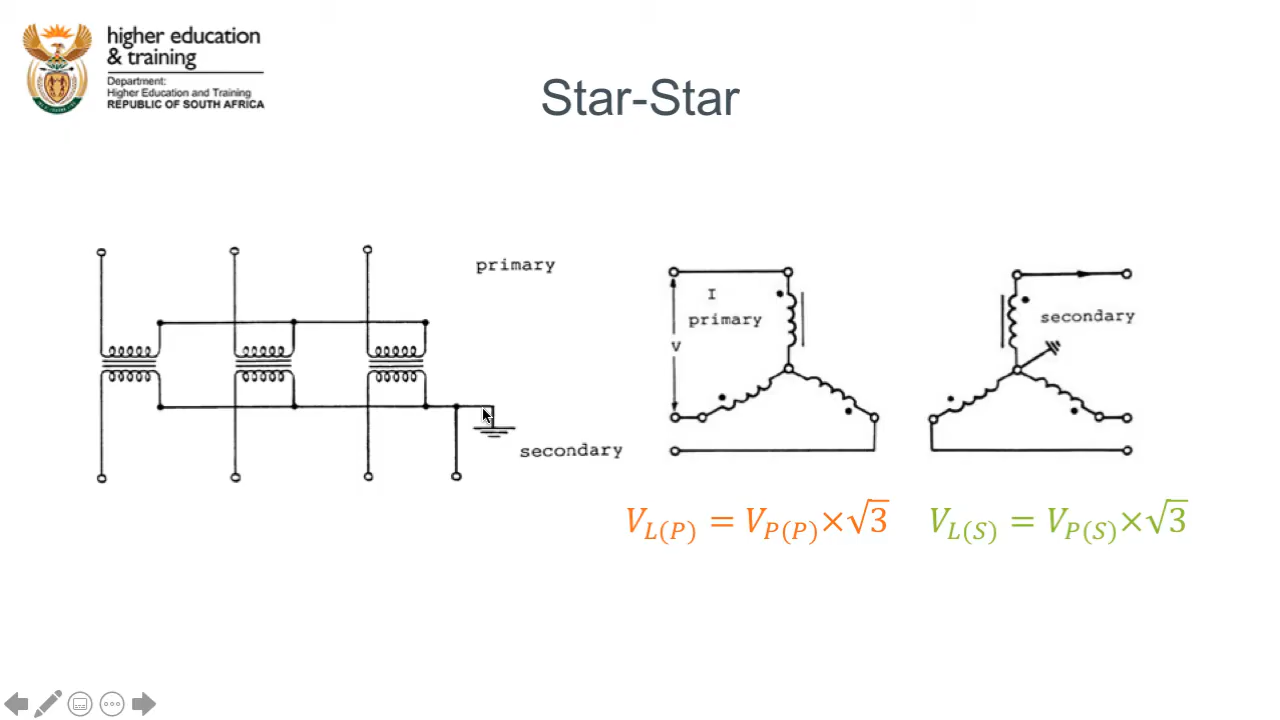 higher education
& training
Department:
Higher Education and Training
REPUBLIC OF SOUTH AFRICA
Star-Star
primary
secondary
I
primary
V
secondary
V_{L(P)} = V_{P(P)}×√3
V_{L(S)} = V_{P(S)}×√3